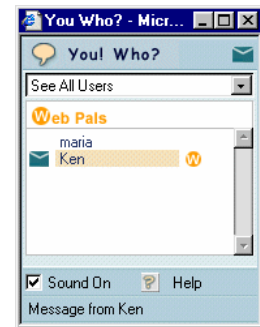 You Who? - Micr...
You! Who?
See All Users
Web Pals
maria
Ken W
Sound On ? Help
Message from Ken